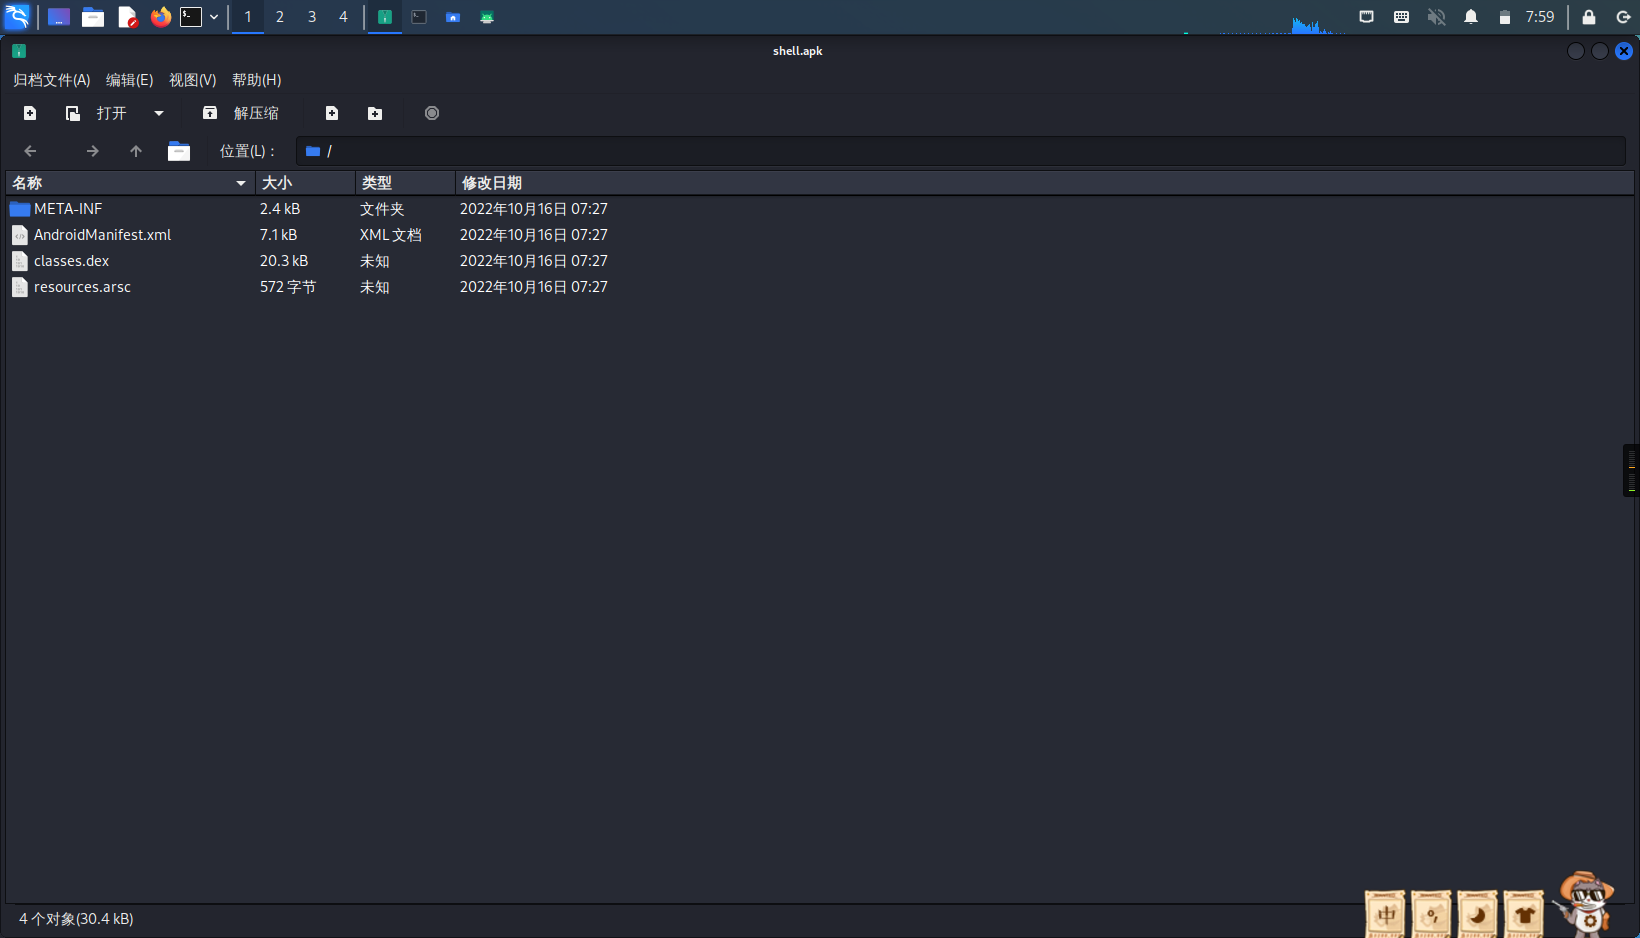 1 2 3 4 7:59
shell.apk
归档文件(A) 编辑(E) 视图(V) 帮助(H)
打开 解压缩
位置(L)： /
名称 大小 类型 修改日期
META-INF 2.4 kB 文件夹 2022年10月16日 07:27
AndroidManifest.xml 7.1 kB XML 文档 2022年10月16日 07:27
classes.dex 20.3 kB 未知 2022年10月16日 07:27
resources.arsc 572 字节 未知 2022年10月16日 07:27
中
4 个对象(30.4 kB)